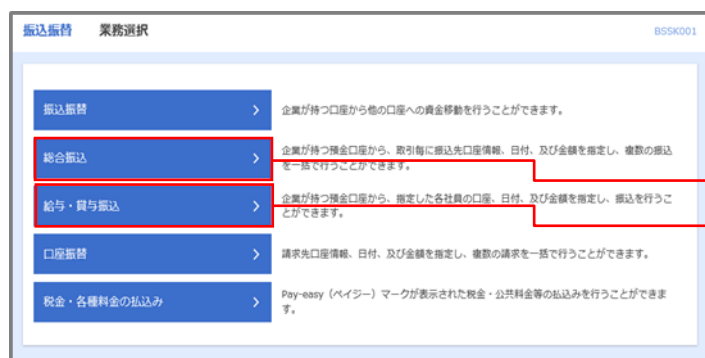 振込振替 業務選択
BSSK001
振込振替
企業が持つ口座から他の口座への資金移動を行うことができます。
総合振込
企業が持つ預金口座から、取引毎に振込先口座情報、日付、及び金額を指定し、複数の振込
を一括で行うことができます。
給与・賞与振込
企業が持つ預金口座から、指定した各社員の口座、日付、及び金額を指定し、振込を行うこ
とができます。
口座振替
請求先口座情報、日付、及び金額を指定し、複数の請求を一括で行うことができます。
税金・各種料金の払込み
Pay-easy（ペイジー）マークが表示された税金・公共料金等の払込みを行うことができま
す。